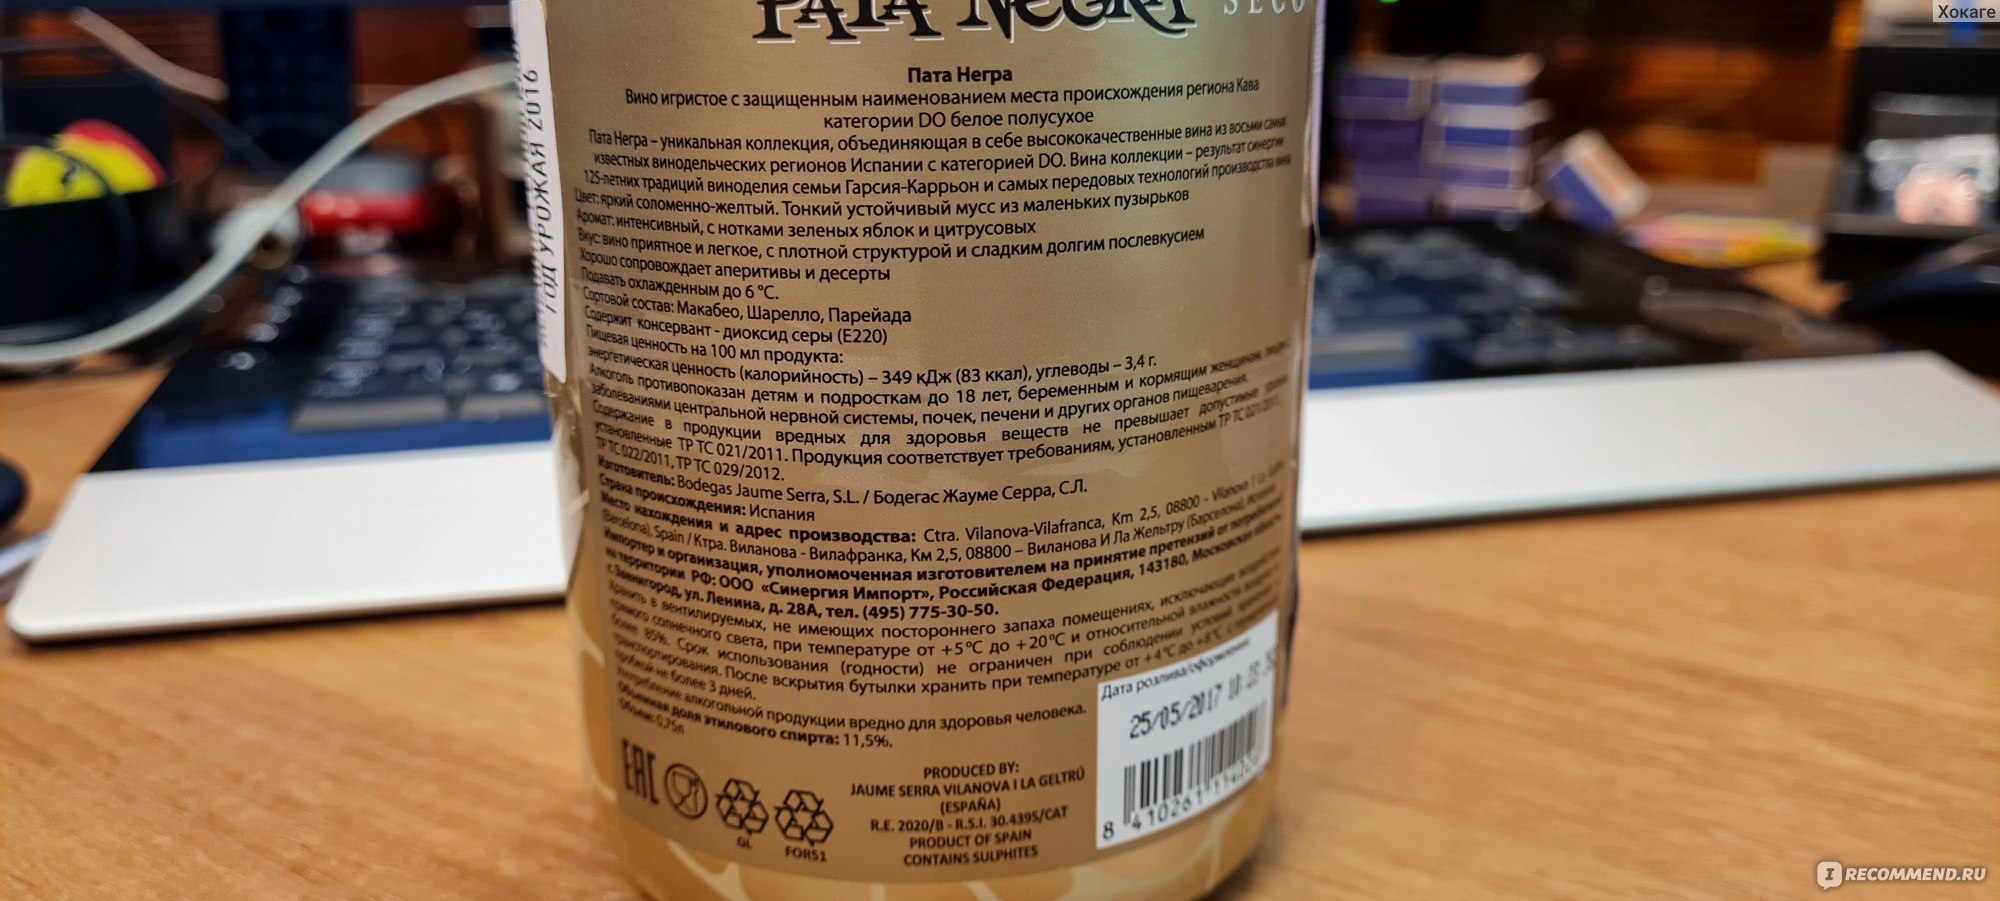 Хокаге
PATA NEGRA SECO
ГОД УРОЖАЯ 2016
Пата Негра
Вино игристое с защищенным наименованием места происхождения региона Кава
категории DO белое полусухое
Пата Негра – уникальная коллекция, объединяющая в себе высококачественные вина из восьми самых
известных винодельческих регионов Испании с категорией DO. Вина коллекции – результат синергии
125-летних традиций виноделия семьи Гарсия-Каррьон и самых передовых технологий производства вина
Цвет: яркий соломенно-желтый. Тонкий устойчивый мусс из маленьких пузырьков
Аромат: интенсивный, с нотками зеленых яблок и цитрусовых
Вкус: вино приятное и легкое, с плотной структурой и сладким долгим послевкусием
Хорошо сопровождает аперитивы и десерты
Подавать охлажденным до 6 °С.
Сортовой состав: Макабео, Шарелло, Парейада
Содержит консервант - диоксид серы (Е220)
Пищевая ценность на 100 мл продукта:
энергетическая ценность (калорийность) – 349 кДж (83 ккал), углеводы – 3,4 г.
Алкоголь противопоказан детям и подросткам до 18 лет, беременным и кормящим женщинам,
заболеваниями центральной нервной системы, почек, печени и других органов пищеварения.
Содержание в продукции вредных для здоровья веществ не превышает допустимые уровни,
установленные ТР ТС 021/2011. Продукция соответствует требованиям, установленным ТР ТС 021/2011,
ТР ТС 022/2011, ТР ТС 029/2012.
Изготовитель: Bodegas Jaume Serra, S.L. / Бодегас Жауме Серра, С.Л.
Страна происхождения: Испания
Место нахождения и адрес производства: Ctra. Vilanova-Vilafranca, Km 2,5, 08800 - Vilanova I La Geltru
(Barcelona), Spain / Ктра. Виланова - Вилафранка, Км 2,5, 08800 – Виланова И Ла Жельтру (Барселона), Испания
Импортер и организация, уполномоченная изготовителем на принятие претензий от потребителей
на территории РФ: ООО «Синергия Импорт», Российская Федерация, 143180, Московская область,
г. Звенигород, ул. Ленина, д. 28А, тел. (495) 775-30-50.
Хранить в вентилируемых, не имеющих постороннего запаха помещениях, исключающих воздействие
прямого солнечного света, при температуре от +5°С до +20°С и относительной влажности воздуха не
более 85%. Срок использования (годности) не ограничен при соблюдении условий хранения и
транспортирования. После вскрытия бутылки хранить при температуре от +4°С до +8°С с
пробкой не более 3 дней.
Употребление алкогольной продукции вредно для здоровья человека.
Объемная доля этилового спирта: 11,5%.
Объем: 0,75л
Дата розлива/оформления
25/05/2017
EAC
GL
FOR51
PRODUCED BY:
JAUME SERRA VILANOVA I LA GELTRÚ
(ESPAÑA)
R.E. 2020/B - R.S.I. 30.4395/CAT
PRODUCT OF SPAIN
CONTAINS SULPHITES
IRECOMMEND.RU